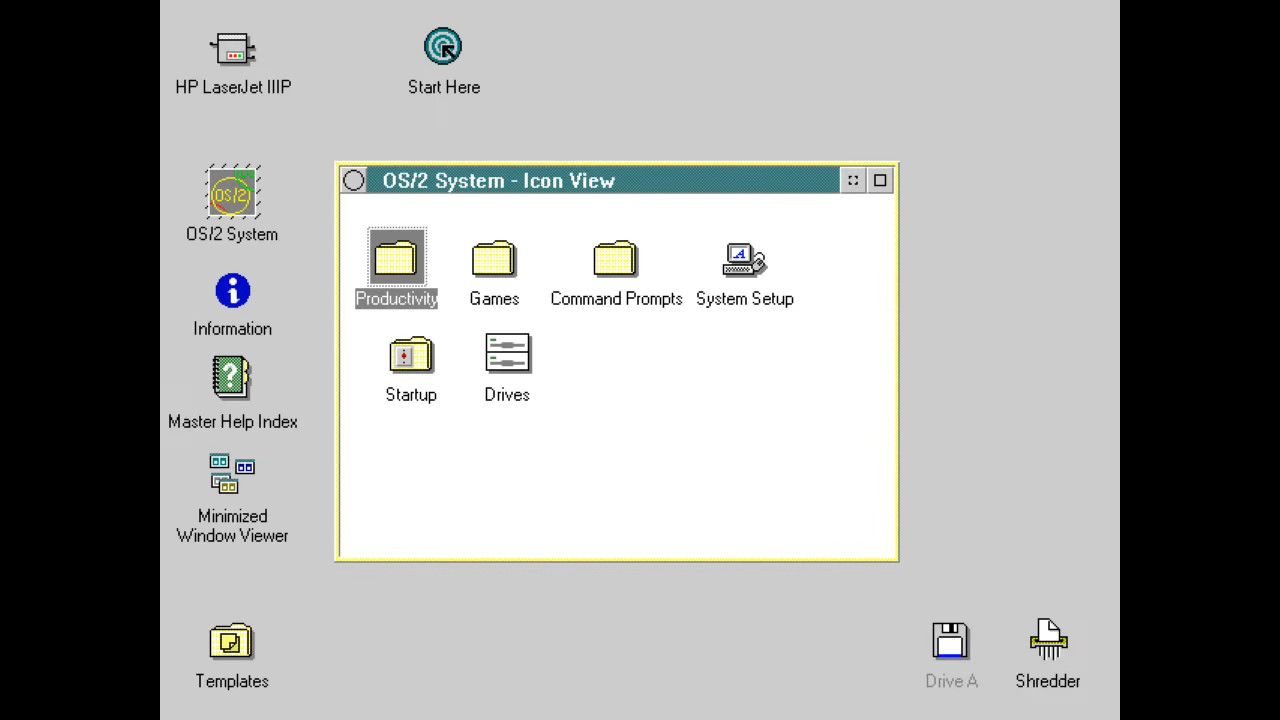 HP LaserJet IIIP
Start Here
OS/2
OS/2 System
OS/2 System - Icon View
Productivity
Games
Command Prompts
System Setup
Startup
Drives
Information
Master Help Index
Minimized
Window Viewer
Templates
Drive A
Shredder